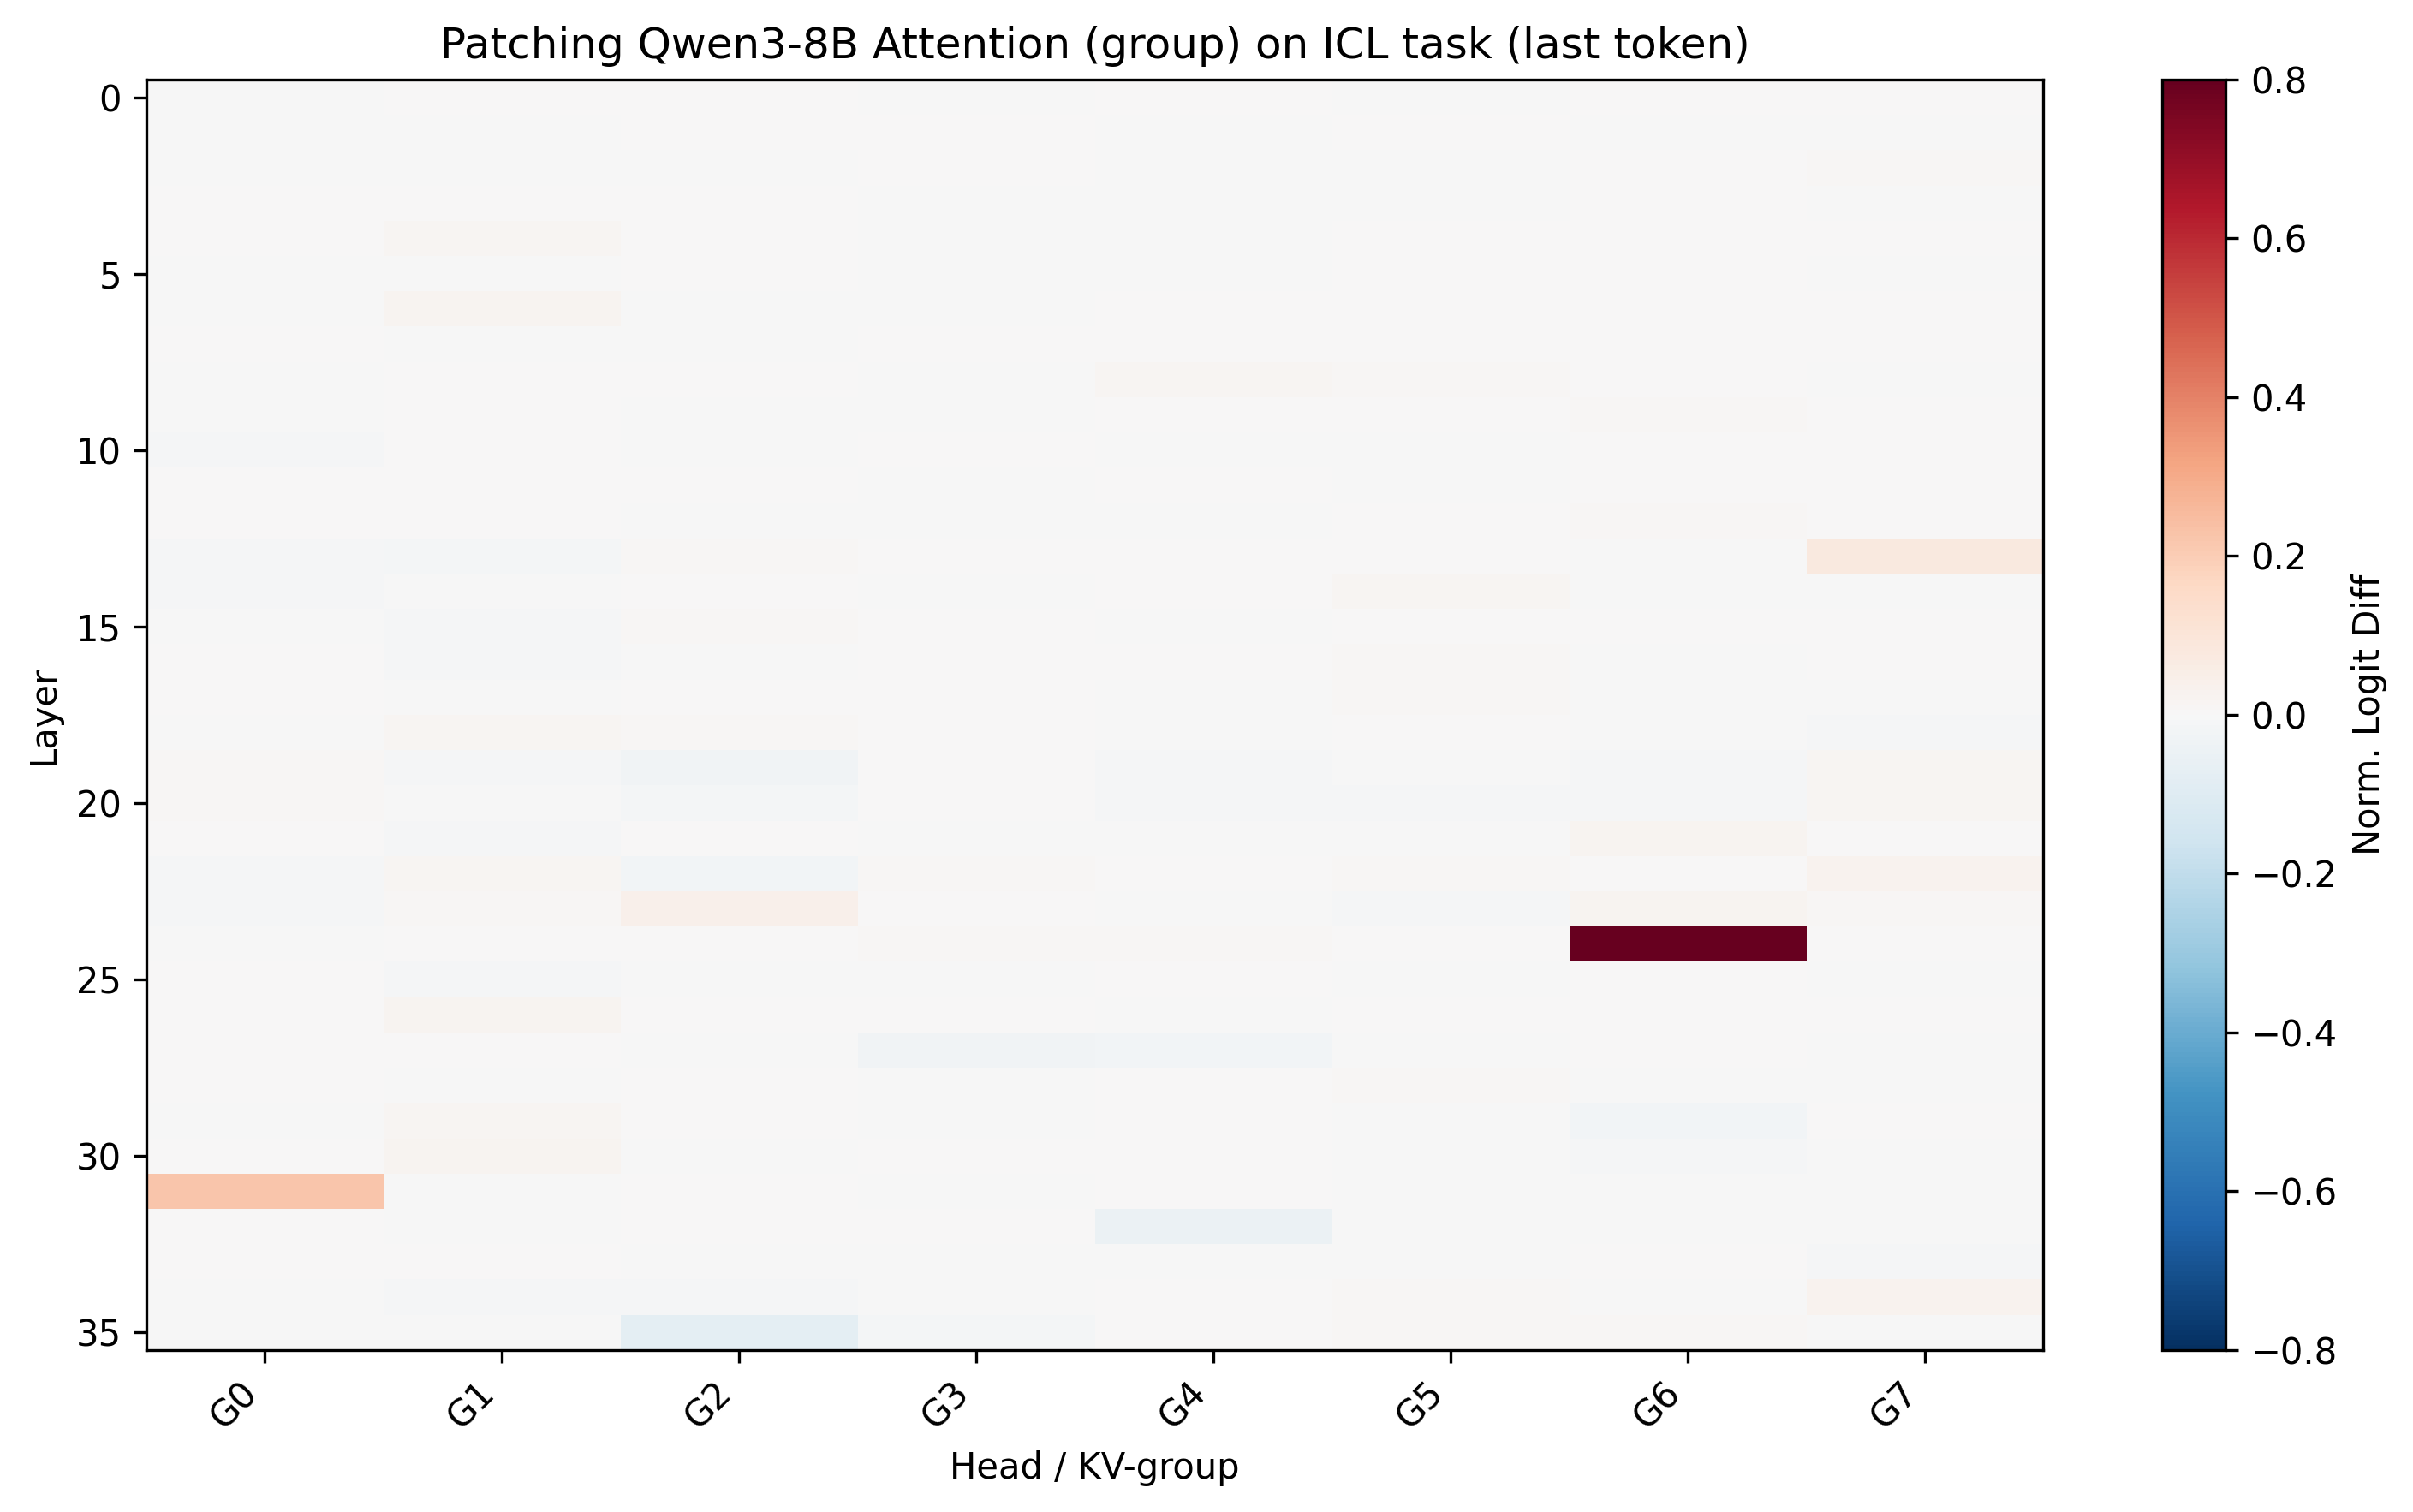 Patching Qwen3-8B Attention (group) on ICL task (last token)
Layer
0
5
10
15
20
25
30
35
G0
G1
G2
G3
G4
G5
G6
G7
Head / KV-group
0.8
0.6
0.4
0.2
0.0
−0.2
−0.4
−0.6
−0.8
Norm. Logit Diff